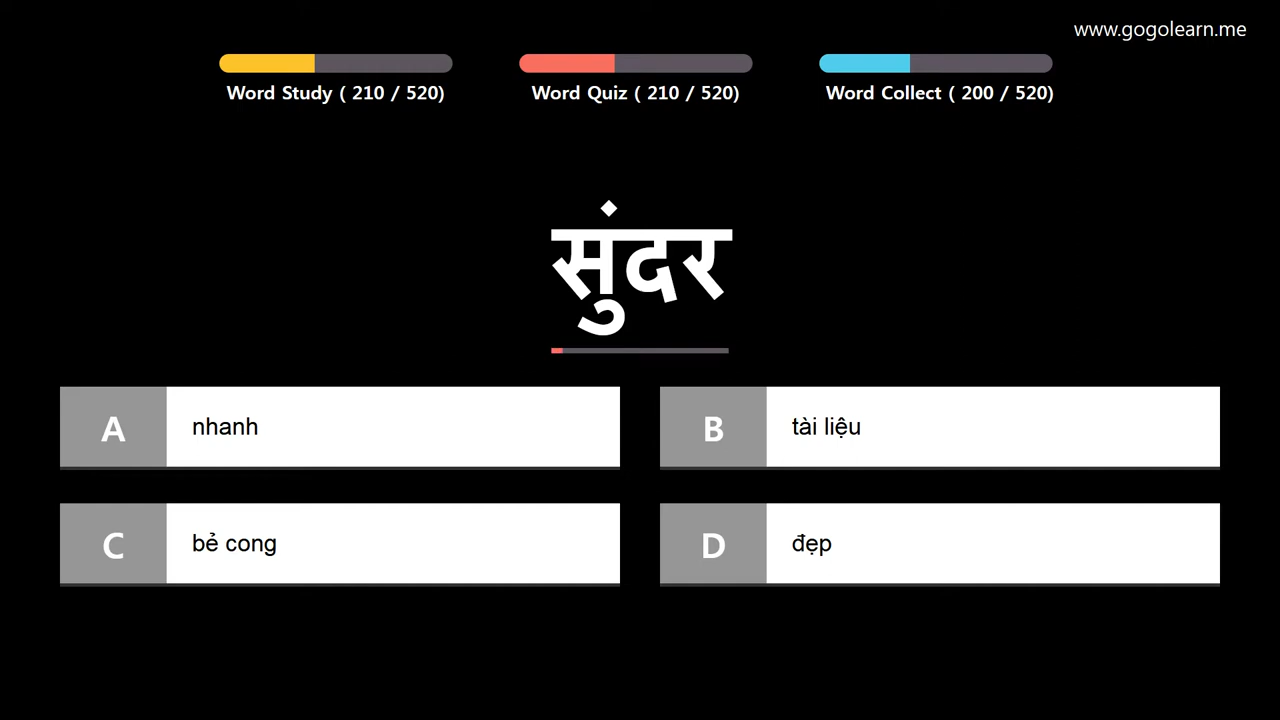 www.gogolearn.me
Word Study ( 210 / 520)
Word Quiz ( 210 / 520)
Word Collect ( 200 / 520)
सुंदर
A
nhanh
B
tài liệu
C
bẻ cong
D
đẹp